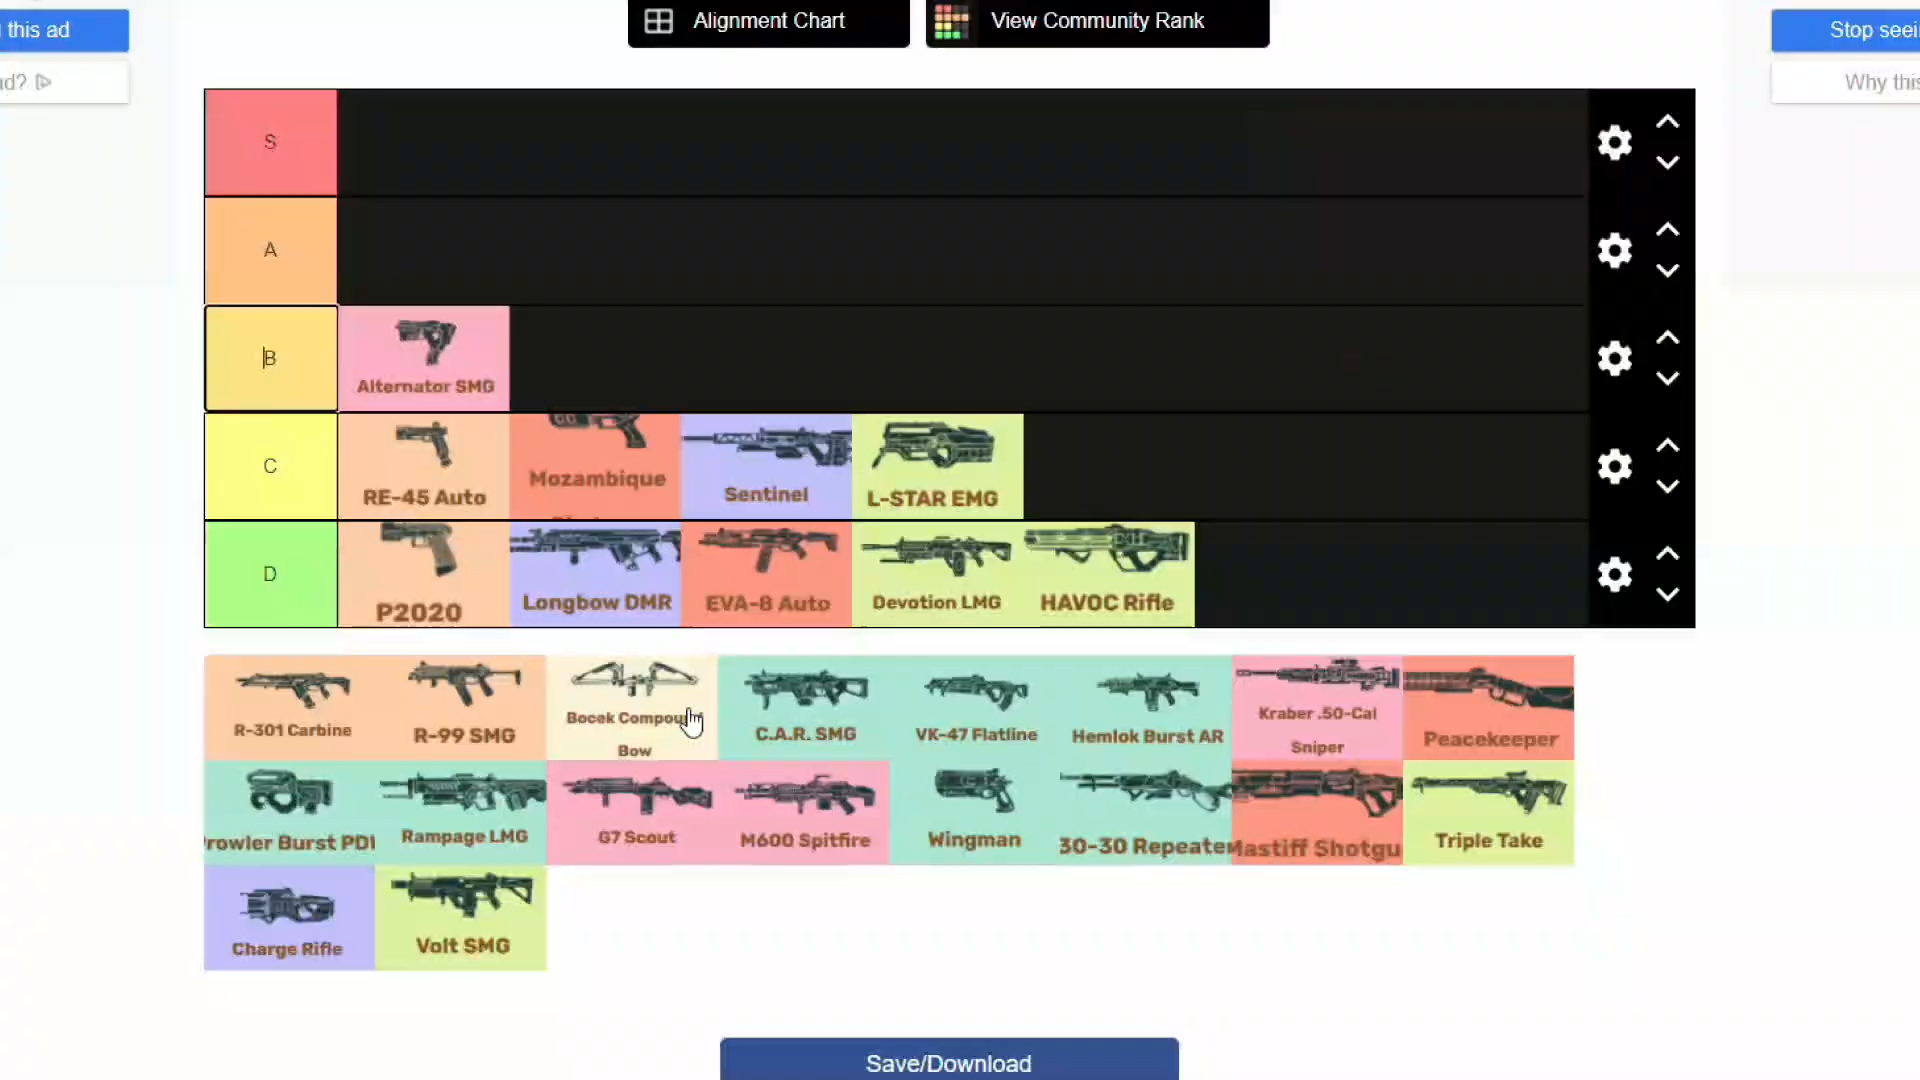 this ad
Alignment Chart
View Community Rank
Stop seei
ad?
Why this
S
A
B
Alternator SMG
C
RE-45 Auto
Mozambique
Sentinel
L-STAR EMG
D
P2020
Longbow DMR
EVA-8 Auto
Devotion LMG
HAVOC Rifle
R-301 Carbine
R-99 SMG
Bocek Compou
Bow
C.A.R. SMG
VK-47 Flatline
Hemlok Burst AR
Kraber .50-Cal
Sniper
Peacekeeper
rowler Burst PD
Rampage LMG
G7 Scout
M600 Spitfire
Wingman
30-30 Repeate
Mastiff Shotgu
Triple Take
Charge Rifle
Volt SMG
Save/Download